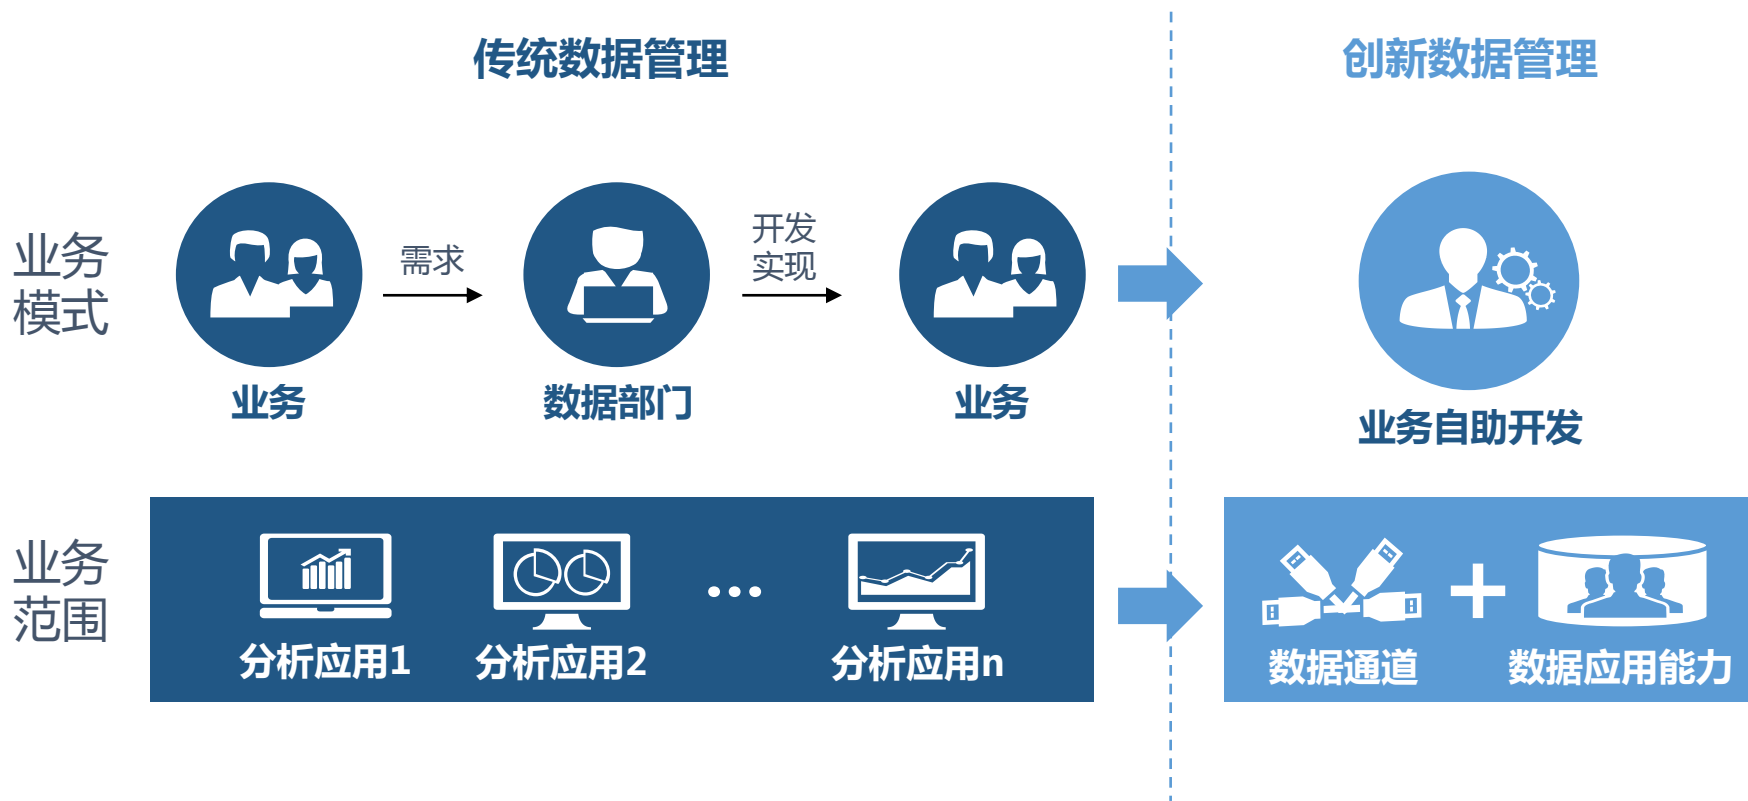 传统数据管理
创新数据管理
业务
模式
需求
开发
实现
业务
数据部门
业务
业务自助开发
业务
范围
分析应用1
分析应用2
...
分析应用n
数据通道
+
数据应用能力